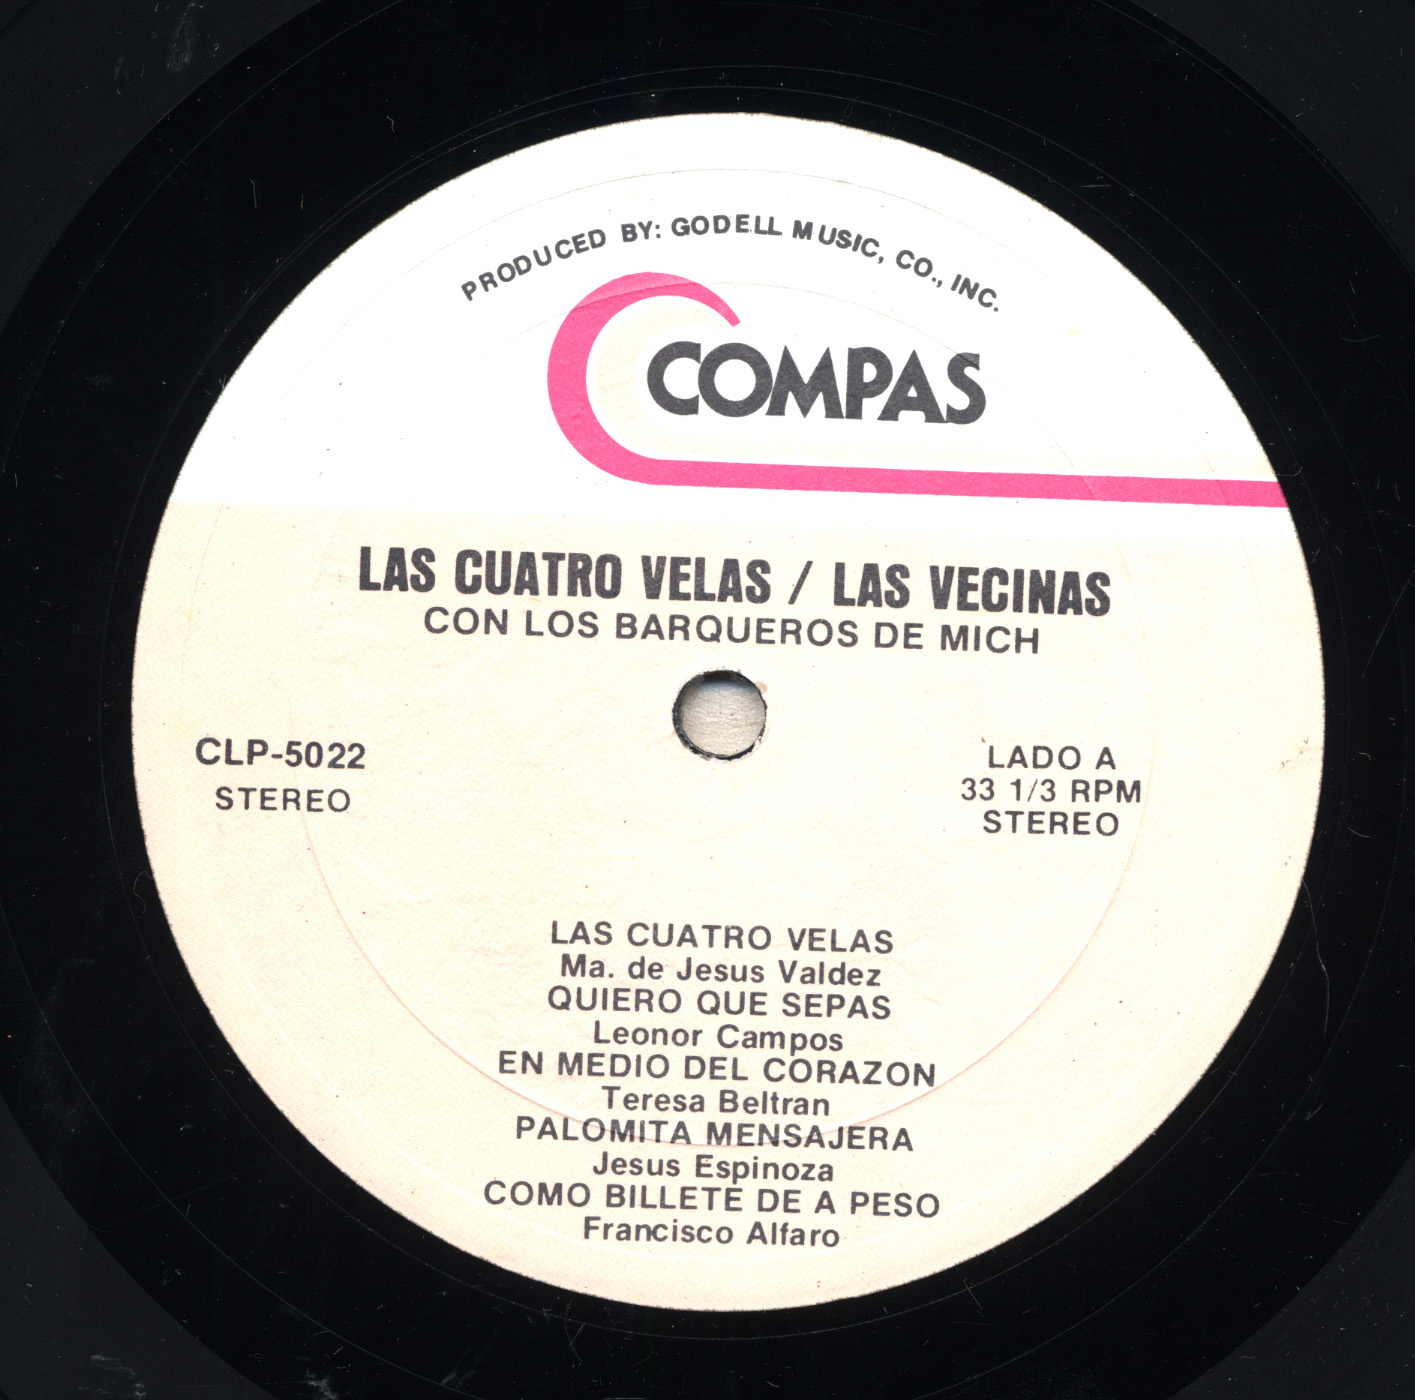 PRODUCED BY: GODELL MUSIC, CO., INC.
COMPAS
LAS CUATRO VELAS / LAS VECINAS
CON LOS BARQUEROS DE MICH
CLP-5022
STEREO
LADO A
33 1/3 RPM
STEREO
LAS CUATRO VELAS
Ma. de Jesus Valdez
QUIERO QUE SEPAS
Leonor Campos
EN MEDIO DEL CORAZON
Teresa Beltran
PALOMITA MENSAJERA
Jesus Espinoza
COMO BILLETE DE A PESO
Francisco Alfaro